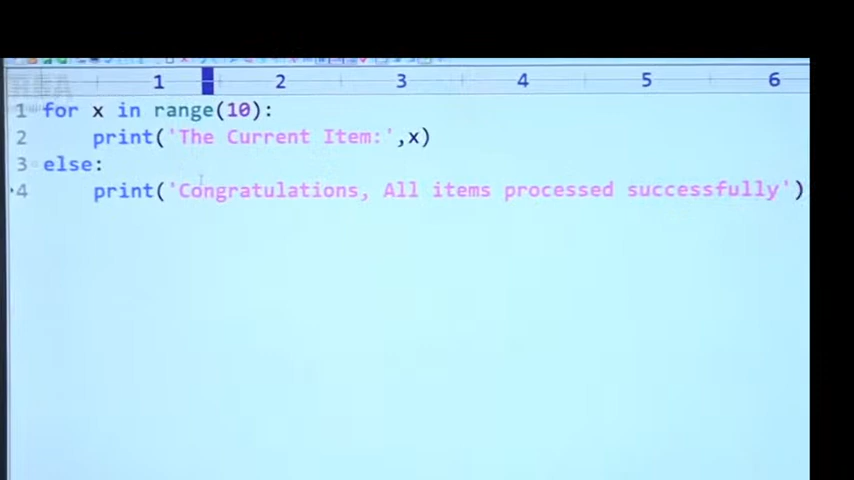 1 2 3 4 5 6
1 for x in range(10):
2     print('The Current Item:',x)
3 else:
4     print('Congratulations, All items processed successfully')